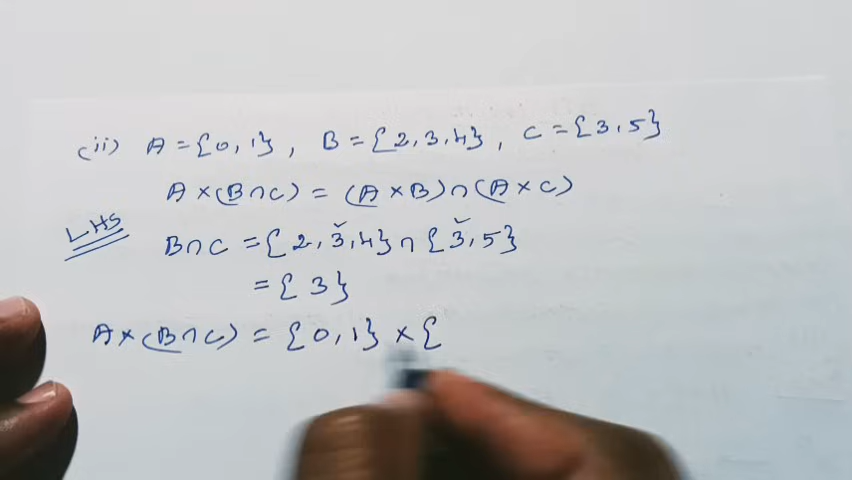 (ii) A = {0, 1}, B = {2, 3, 4}, C = {3, 5}
A × (B ∩ C) = (A × B) ∩ (A × C)
LHS
B ∩ C = {2, 3, 4} ∩ {3, 5}
= {3}
A × (B ∩ C) = {0, 1} × {